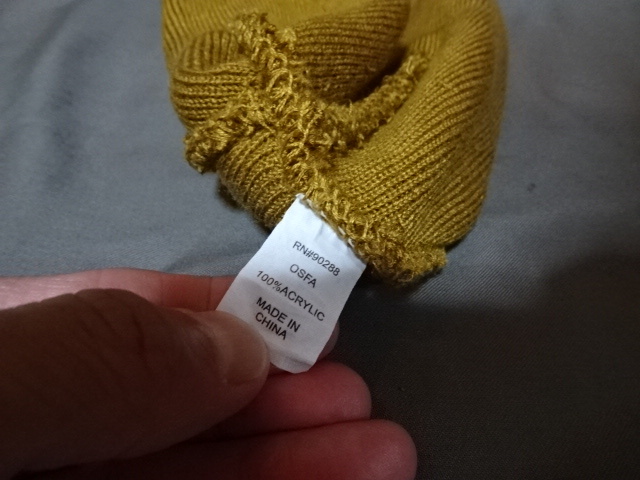 RN#90288
OSFA
100%ACRYLIC
MADE IN
CHINA